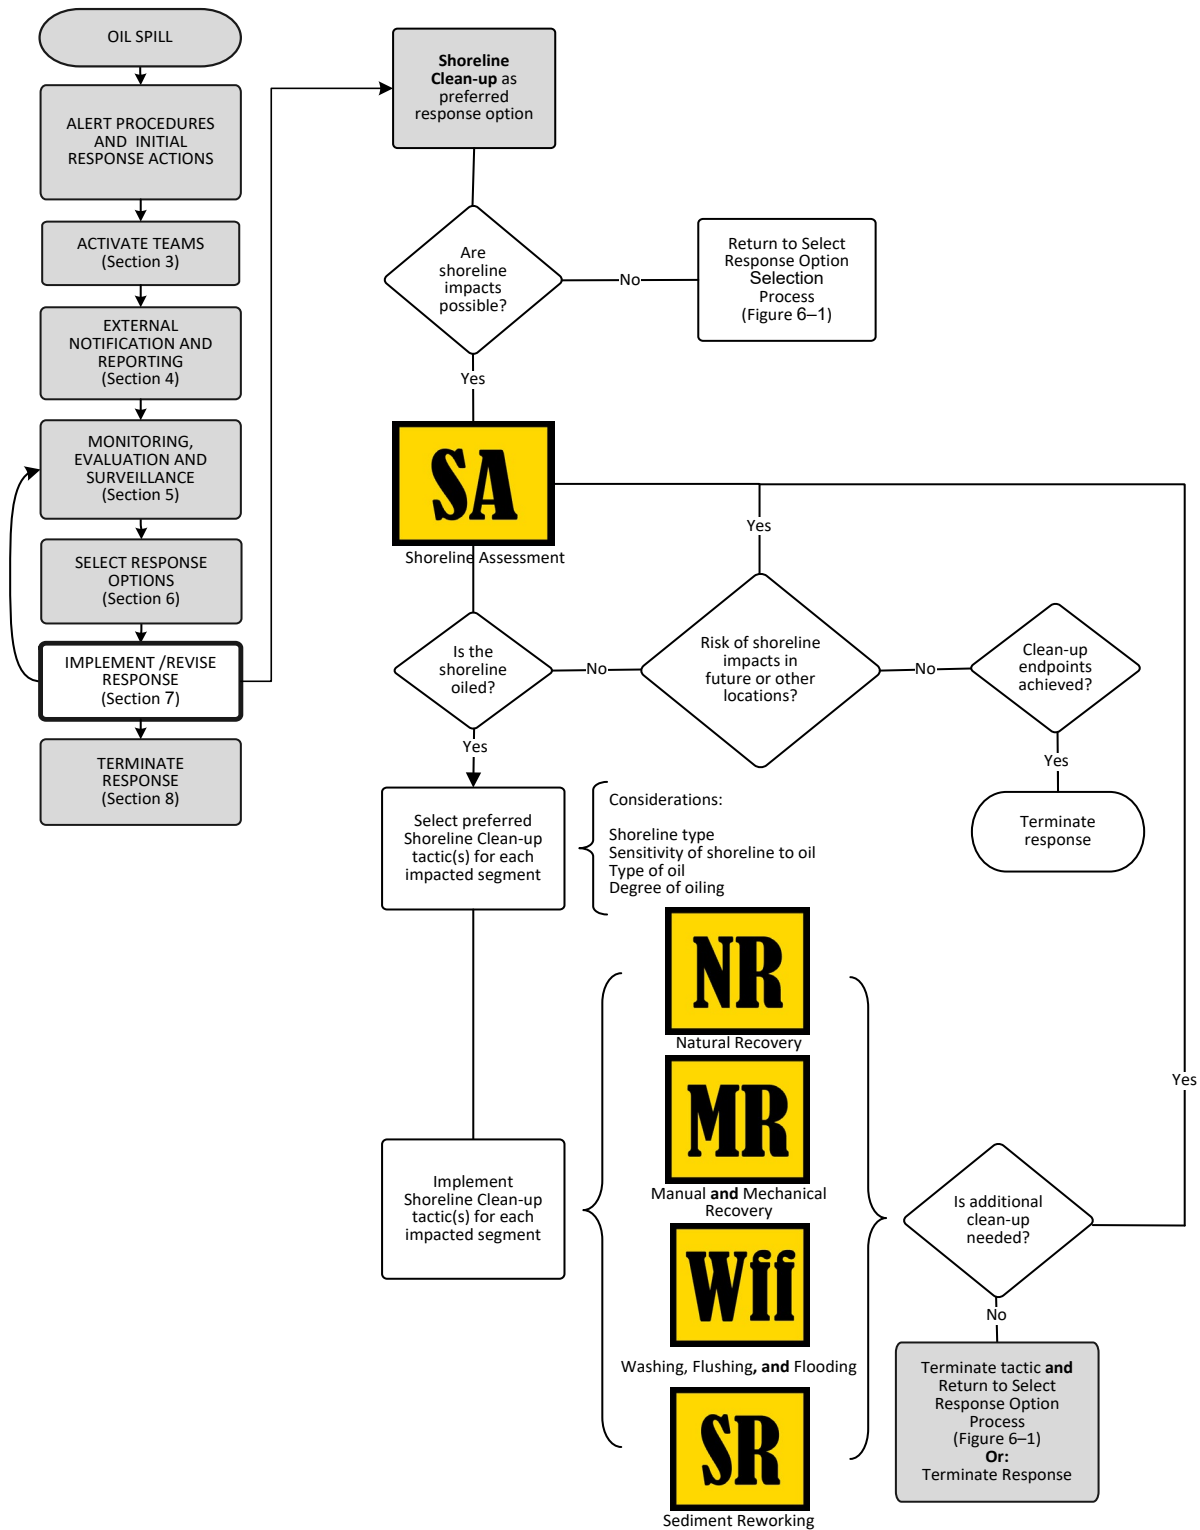 OIL SPILL
ALERT PROCEDURES
AND INITIAL
RESPONSE ACTIONS
ACTIVATE TEAMS
(Section 3)
EXTERNAL
NOTIFICATION AND
REPORTING
(Section 4)
MONITORING,
EVALUATION AND
SURVEILLANCE
(Section 5)
SELECT RESPONSE
OPTIONS
(Section 6)
IMPLEMENT /REVISE
RESPONSE
(Section 7)
TERMINATE
RESPONSE
(Section 8)
Shoreline
Clean-up as
preferred
response option
Are
shoreline
impacts
possible?
No
Return to Select
Response Option
Selection
Process
(Figure 6–1)
Yes
SA
Shoreline Assessment
Yes
Is the
shoreline
oiled?
No
Risk of shoreline
impacts in
future or other
locations?
No
Clean-up
endpoints
achieved?
Yes
Yes
Terminate
response
Select preferred
Shoreline Clean-up
tactic(s) for each
impacted segment
Considerations:
Shoreline type
Sensitivity of shoreline to oil
Type of oil
Degree of oiling
NR
Natural Recovery
MR
Manual and Mechanical
Recovery
Wff
Washing, Flushing, and Flooding
SR
Sediment Reworking
Implement
Shoreline Clean-up
tactic(s) for each
impacted segment
Is additional
clean-up
needed?
Yes
No
Terminate tactic and
Return to Select
Response Option
Process
(Figure 6–1)
Or:
Terminate Response